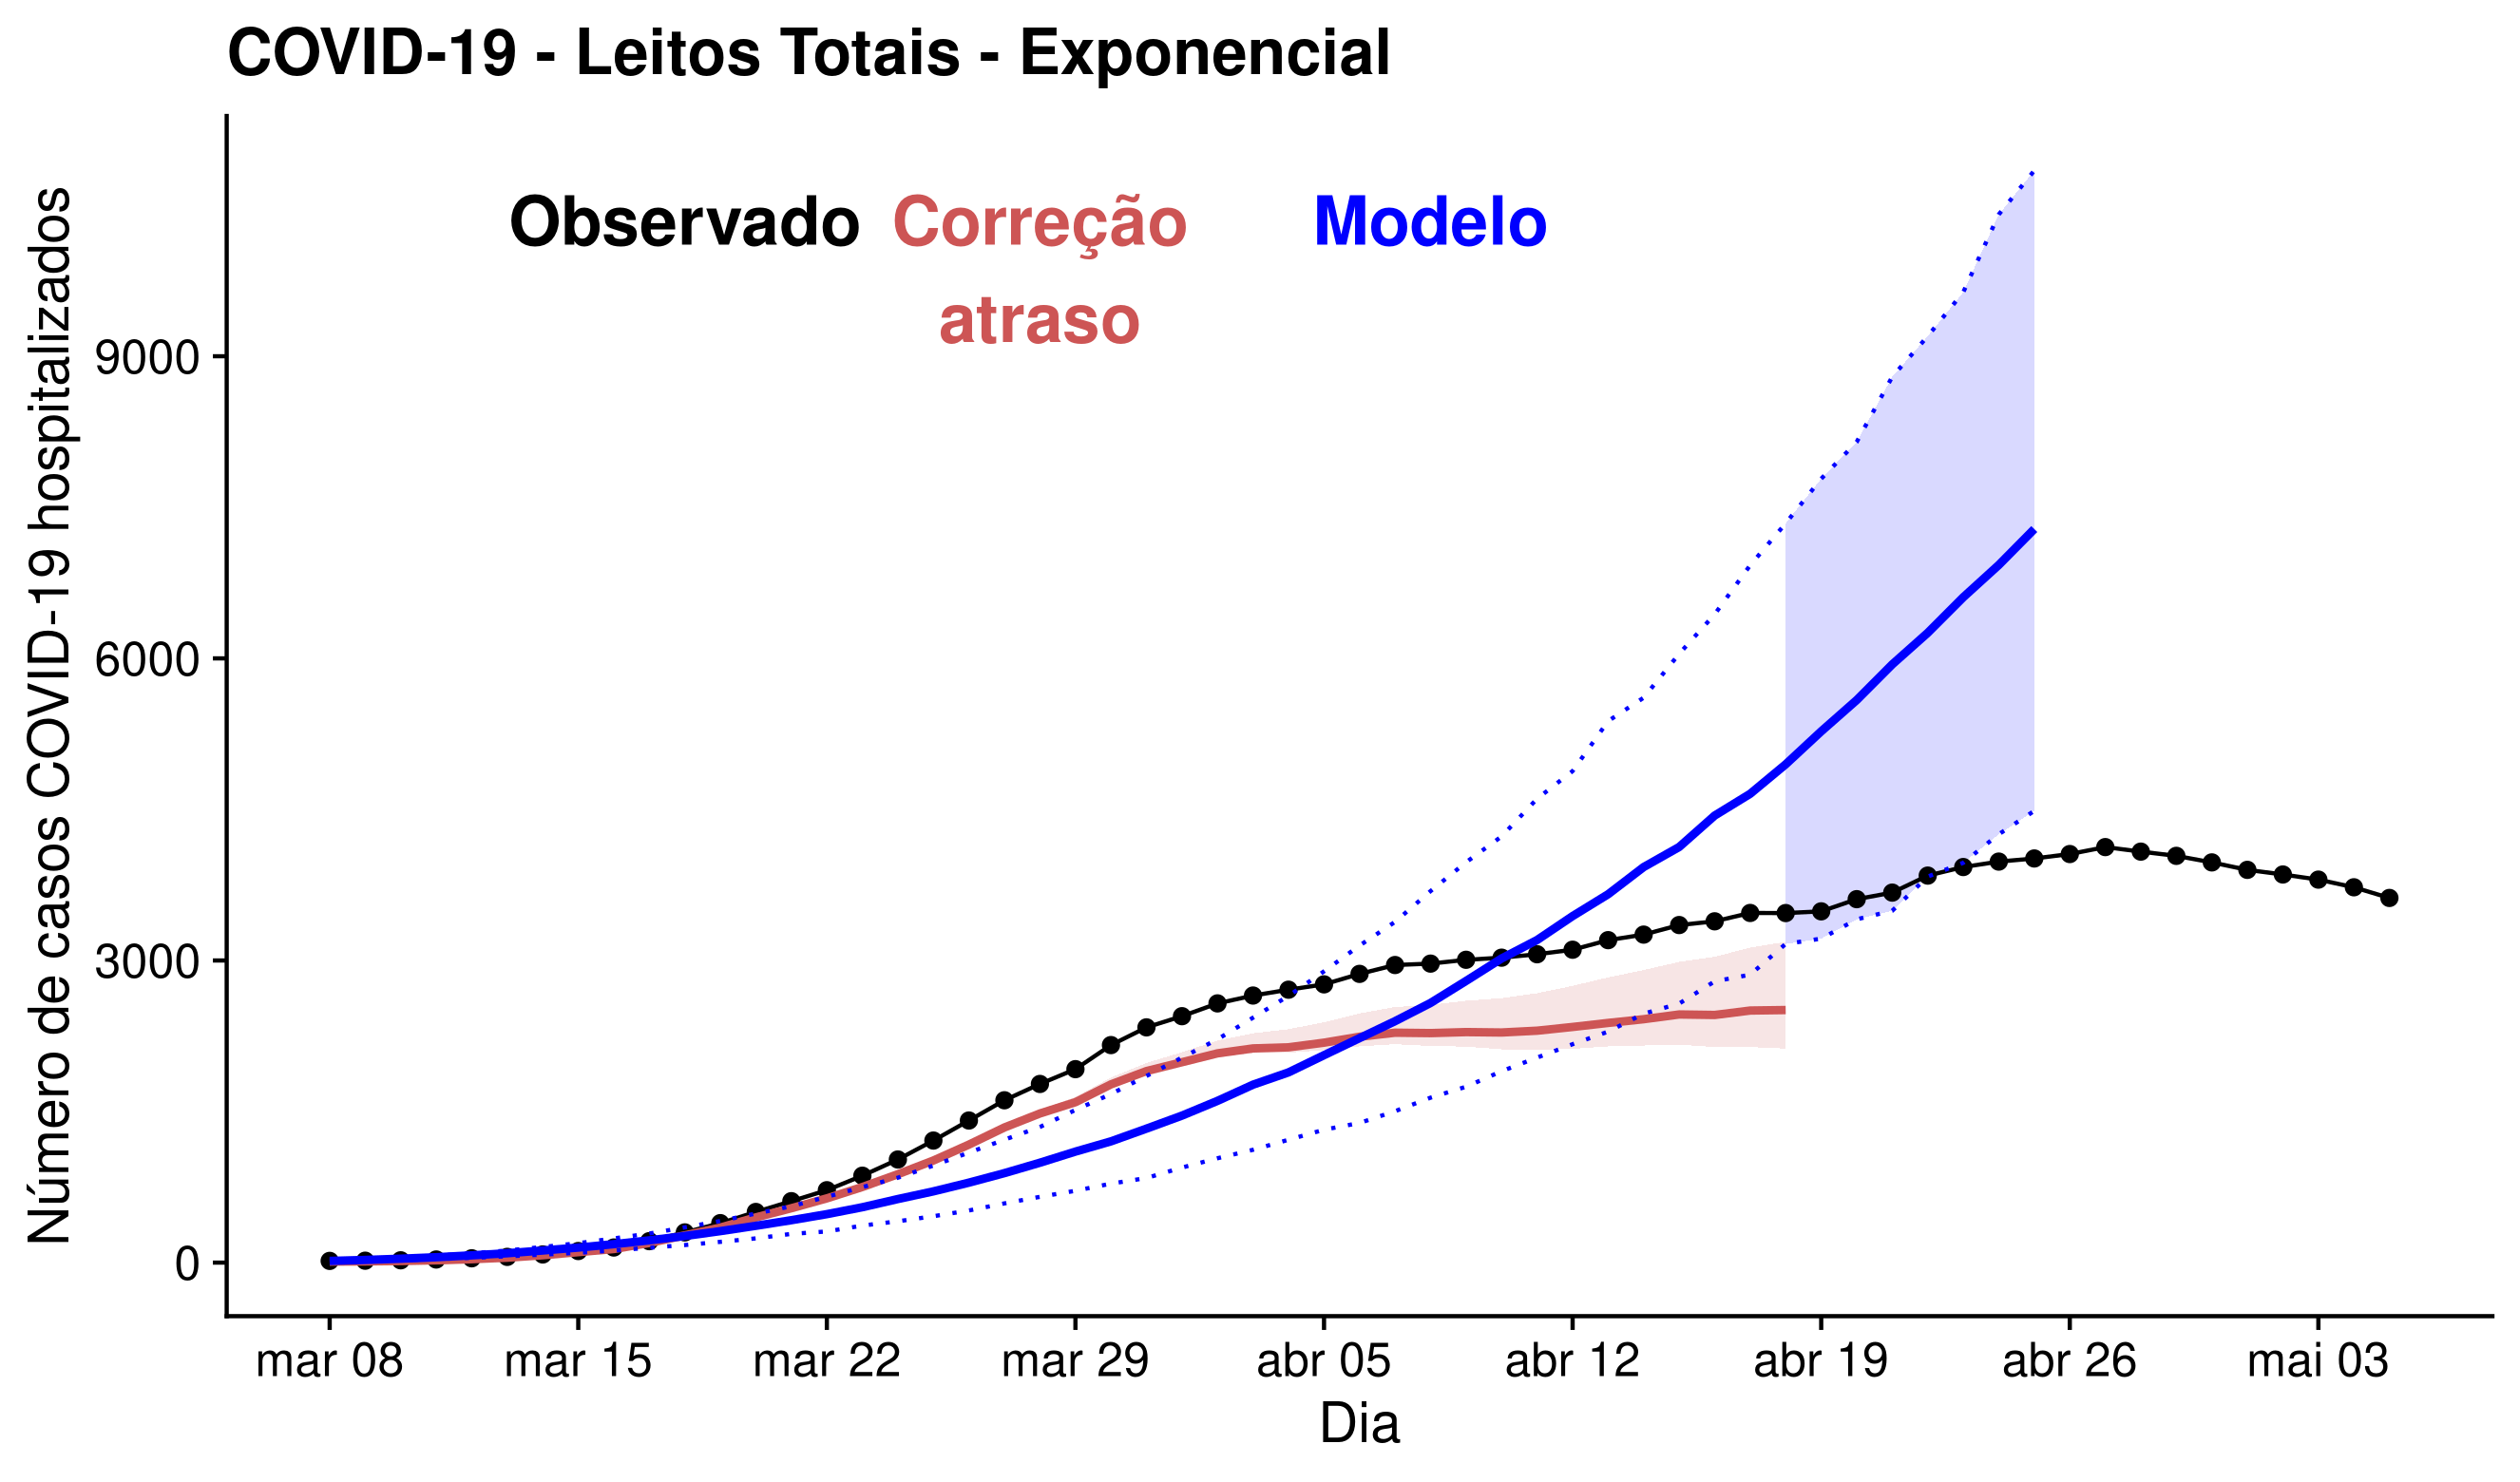 COVID-19 - Leitos Totais - Exponencial
Observado
Correção
atraso
Modelo
Número de casos COVID-19 hospitalizados
9000
6000
3000
0
mar 08
mar 15
mar 22
mar 29
abr 05
abr 12
abr 19
abr 26
mai 03
Dia